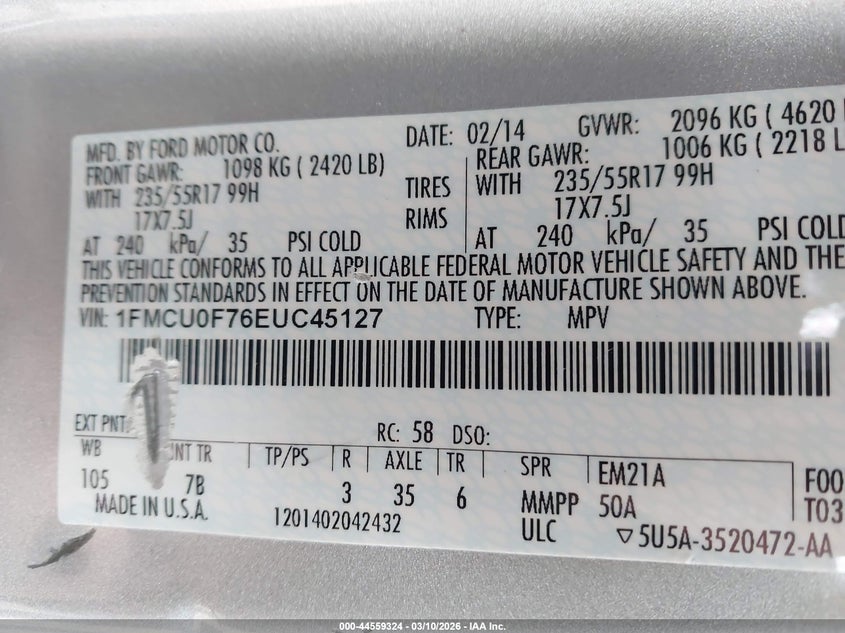 MFD. BY FORD MOTOR CO. DATE: 02/14 GVWR: 2096 KG ( 4620
FRONT GAWR: 1098 KG ( 2420 LB) REAR GAWR: 1006 KG ( 2218 L
WITH 235/55R17 99H TIRES WITH 235/55R17 99H
17X7.5J RIMS 17X7.5J
AT 240 kPa/ 35 PSI COLD AT 240 kPa/ 35 PSI COLD
THIS VEHICLE CONFORMS TO ALL APPLICABLE FEDERAL MOTOR VEHICLE SAFETY AND THE
PREVENTION STANDARDS IN EFFECT ON THE DATE OF MANUFACTURE SHOWN ABOVE.
VIN: 1FMCU0F76EUC45127 TYPE: MPV
EXT PNT: RC: 58 DSO:
WB INT TR TP/PS R AXLE TR SPR EM21A F00
105 7B 3 35 6 MMPP 50A T03
MADE IN U.S.A. 1201402042432 ULC ▽5U5A-3520472-AA
000-44559324 | 03/10/2026 - IAA Inc.